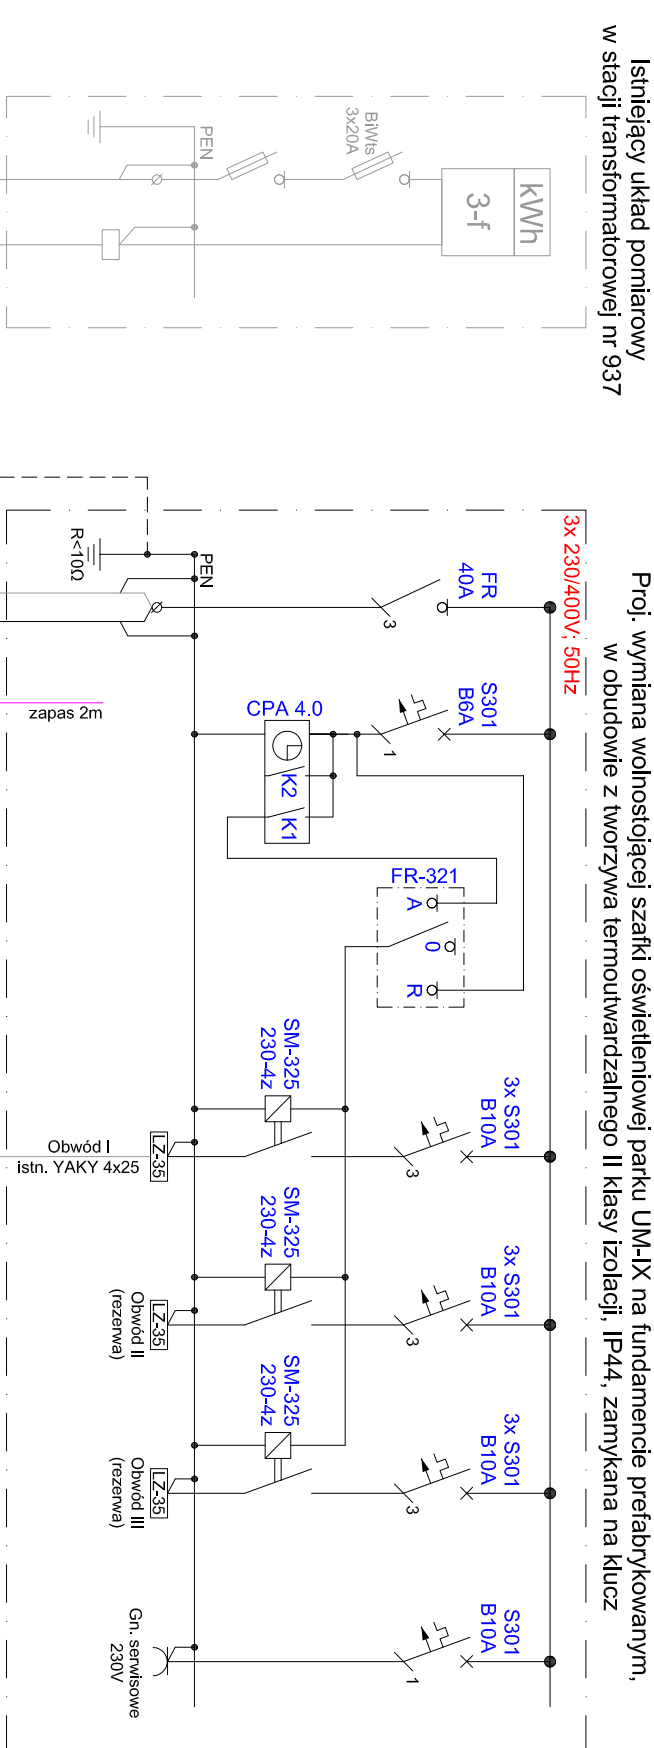 Istniejący układ pomiarowy
w stacji transformatorowej nr 937
kWh
3-f
BiWts
3x20A
PEN
Proj. wymiana wolnostojącej szafki oświetleniowej parku UM-IX na fundamencie prefabrykowanym,
w obudowie z tworzywa termoutwardzalnego II klasy izolacji, IP44, zamykana na klucz
3x 230/400V; 50Hz
FR
40A
3
PEN
R<10Ω
zapas 2m
S301
B6A
1
CPA 4.0
K2
K1
FR-321
A
0
R
3x S301
B10A
3
SM-325
230-4z
LZ-35
Obwód I
istn. YAKY 4x25
3x S301
B10A
3
SM-325
230-4z
LZ-35
Obwód II
(rezerwa)
3x S301
B10A
3
SM-325
230-4z
LZ-35
Obwód III
(rezerwa)
S301
B10A
1
Gn. serwisowe
230V